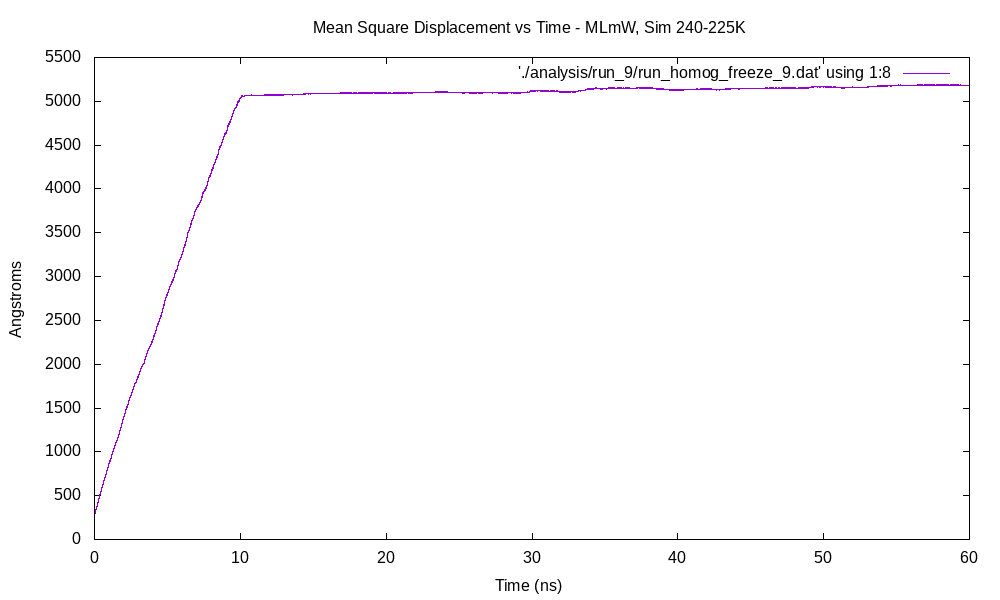 Mean Square Displacement vs Time - MLmW, Sim 240-225K
'./analysis/run_9/run_homog_freeze_9.dat' using 1:8
5500
5000
4500
4000
3500
3000
2500
2000
1500
1000
500
0
Angstroms
0 10 20 30 40 50 60
Time (ns)